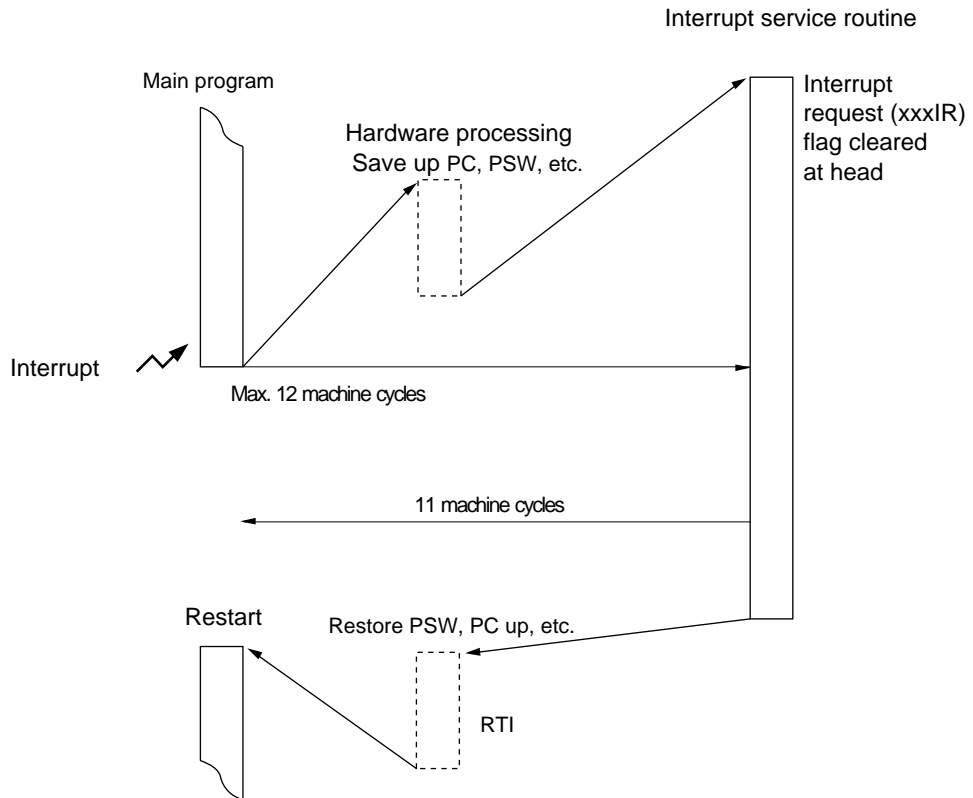 Interrupt service routine
Main program
Interrupt
request (xxxIR)
flag cleared
at head
Hardware processing
Save up PC, PSW, etc.
Interrupt
Max. 12 machine cycles
11 machine cycles
Restart
Restore PSW, PC up, etc.
RTI